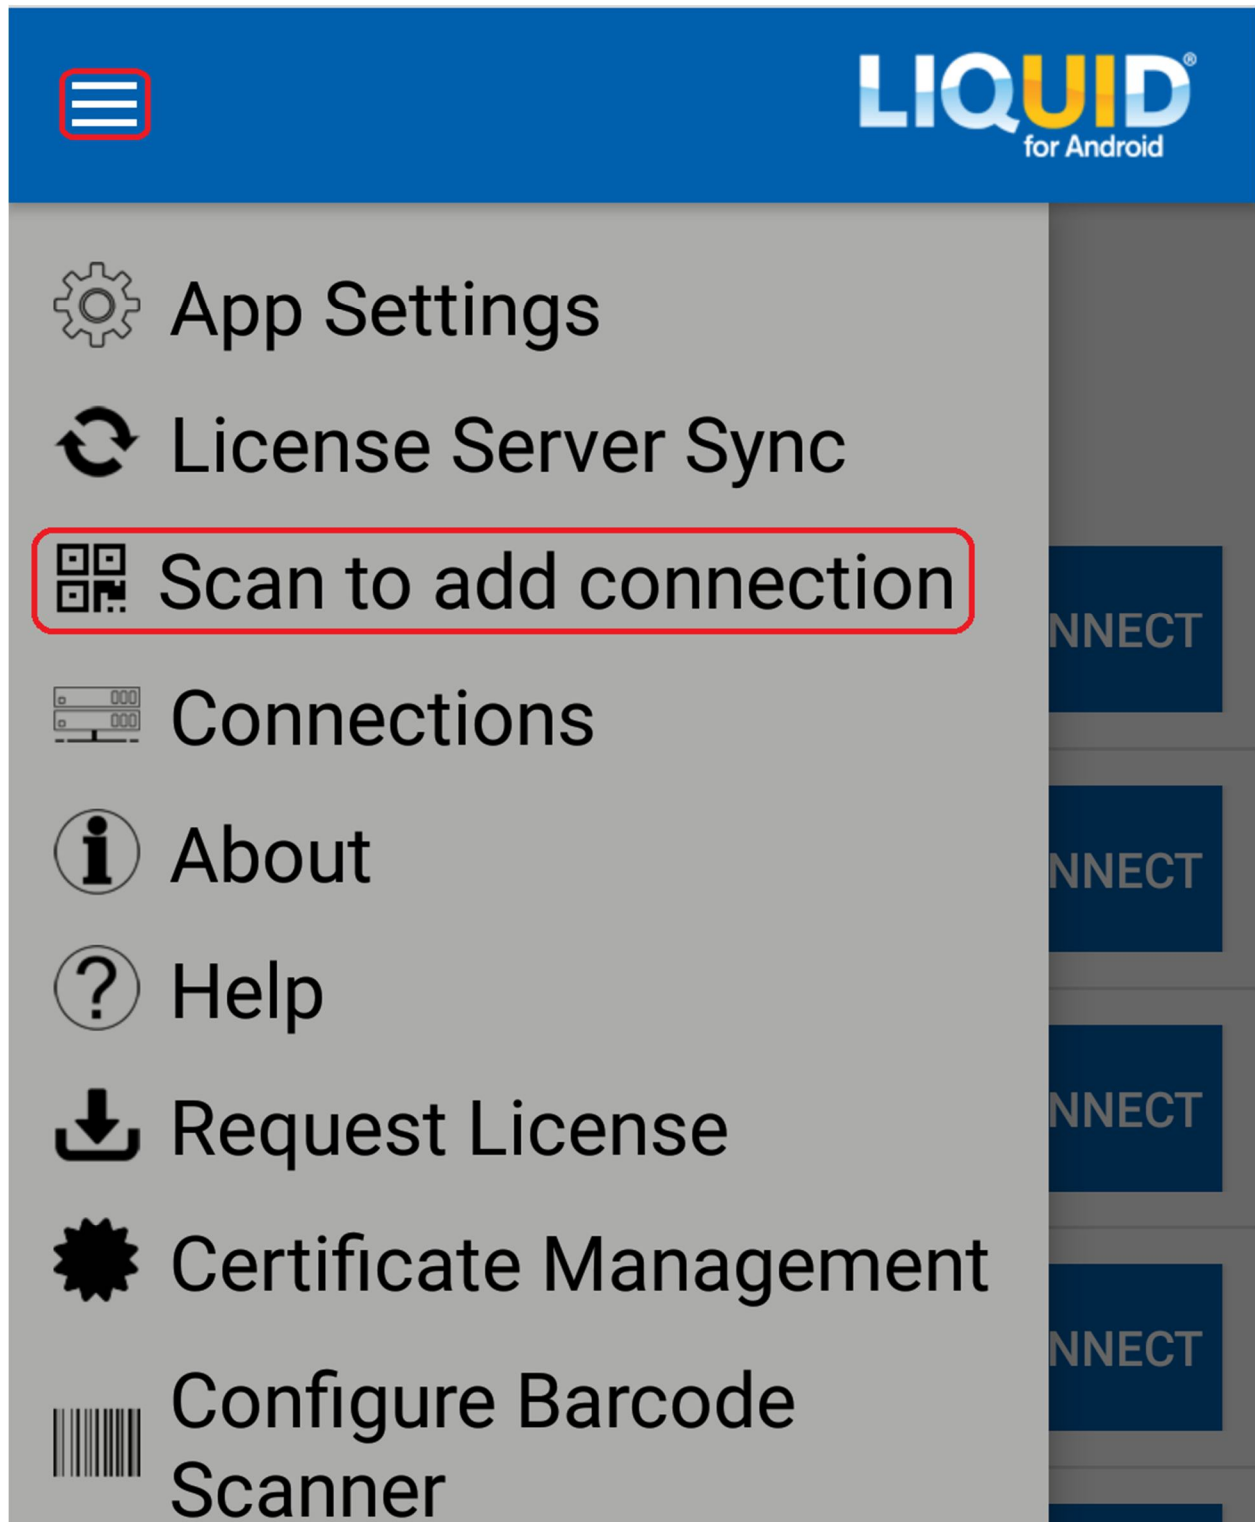 LIQUID®
for Android
App Settings
License Server Sync
Scan to add connection
NNECT
Connections
NNECT
About
Help
NNECT
Request License
Certificate Management
NNECT
Configure Barcode
Scanner